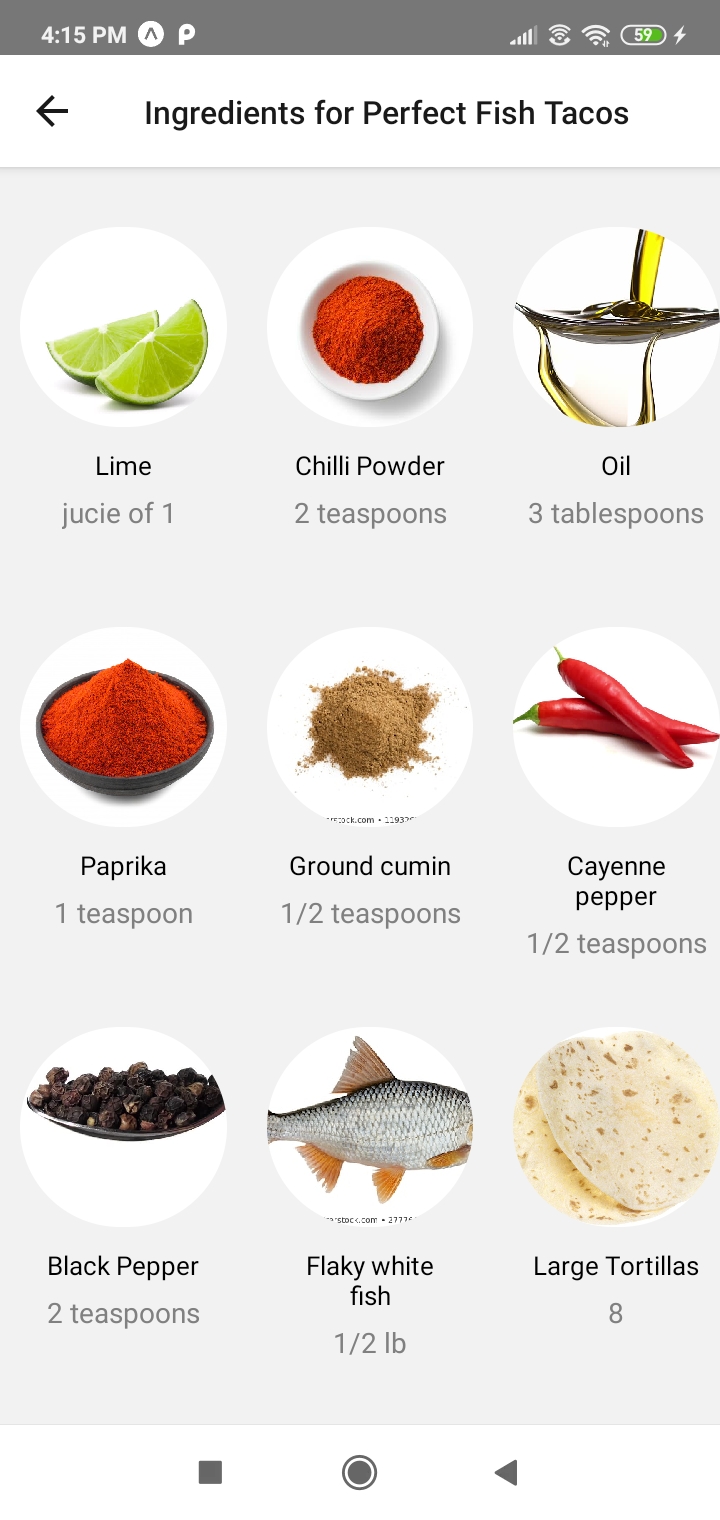 4:15 PM
59
Ingredients for Perfect Fish Tacos
Lime
jucie of 1
Chilli Powder
2 teaspoons
Oil
3 tablespoons
Paprika
1 teaspoon
Ground cumin
1/2 teaspoons
Cayenne
pepper
1/2 teaspoons
Black Pepper
2 teaspoons
Flaky white
fish
1/2 lb
Large Tortillas
8